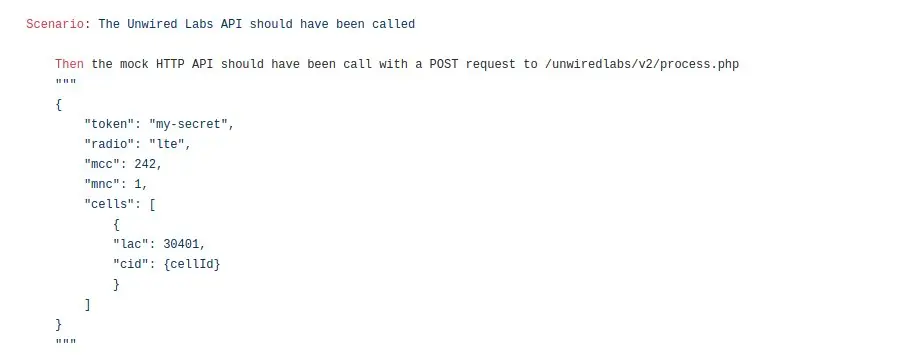 Scenario: The Unwired Labs API should have been called
Then the mock HTTP API should have been call with a POST request to /unwiredlabs/v2/process.php
"""
{
"token": "my-secret",
"radio": "lte",
"mcc": 242,
"mnc": 1,
"cells": [
{
"lac": 30401,
"cid": {cellId}
}
]
}
"""